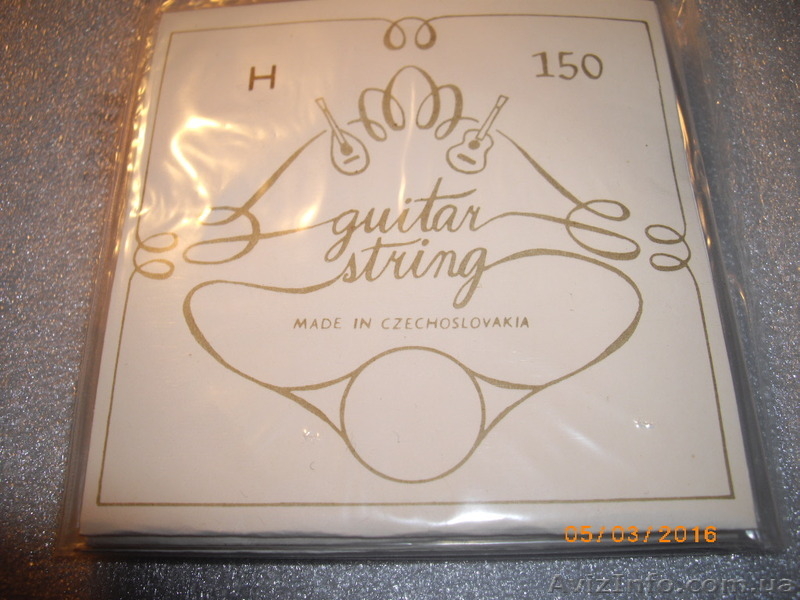 H 150
guitar
string
MADE IN CZECHOSLOVAKIA
05/03/2016
AvizInfo.com.ua